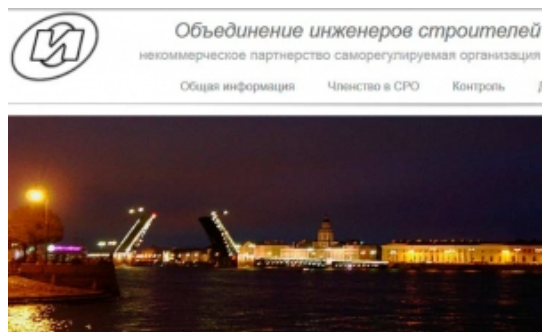 Объединение инженеров строителей
некоммерческое партнерство саморегулируемая организация
Общая информация Членство в СРО Контроль